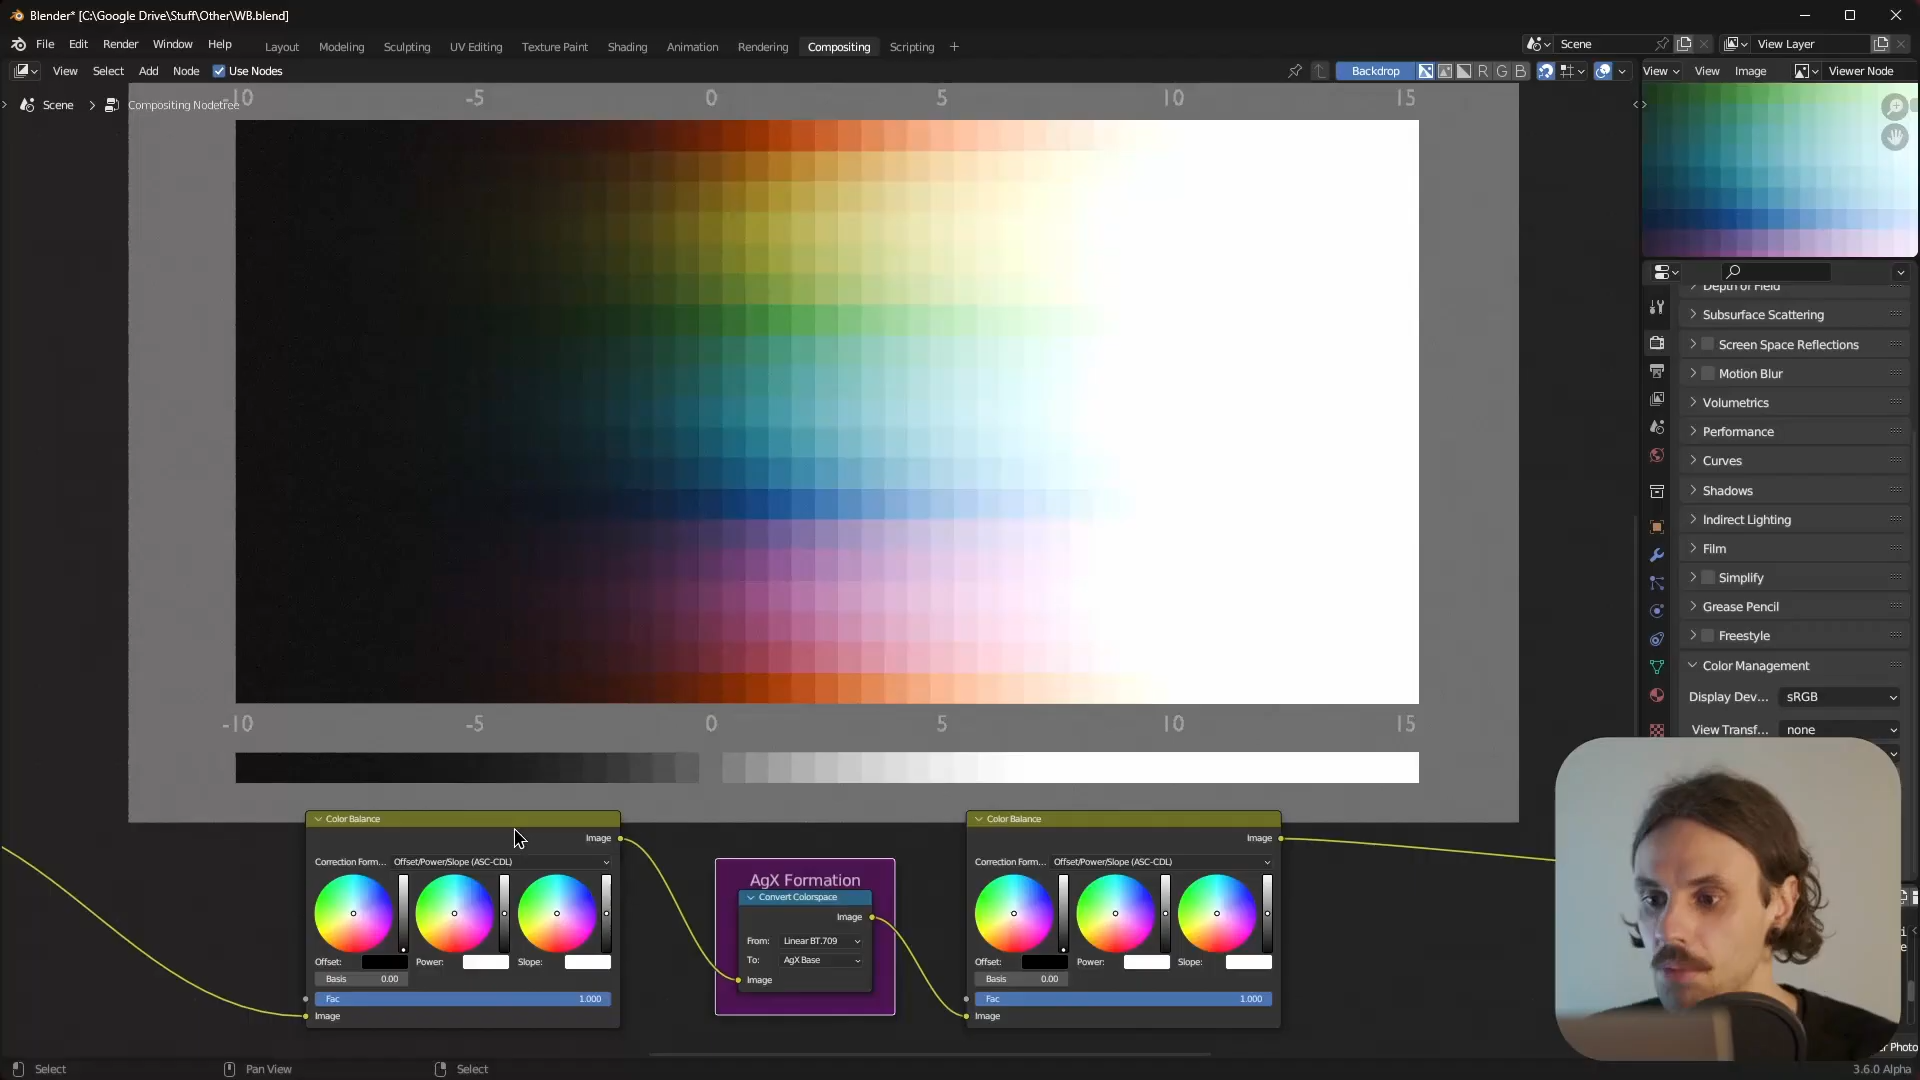 Blender* [C:\Google Drive\Stuff\Other\WB.blend]
File Edit Render Window Help Layout Modeling Sculpting UV Editing Texture Paint Shading Animation Rendering Compositing Scripting + Scene View Layer
View Select Add Node Use Nodes Backdrop R G B View View Image Viewer Node
Scene > Compositing Nodetree
-10 -5 0 5 10 15
-10 -5 0 5 10 15
Depth of Field
Subsurface Scattering
Screen Space Reflections
Motion Blur
Volumetrics
Performance
Curves
Shadows
Indirect Lighting
Film
Simplify
Grease Pencil
Freestyle
Color Management
Display Dev... sRGB
View Transf... none
Color Balance
Image
Correction Form... Offset/Power/Slope (ASC-CDL)
Offset: Power: Slope:
Basis 0.00
Fac 1.000
Image
AgX Formation
Convert Colorspace
Image
From: Linear BT.709
To: AgX Base
Image
Color Balance
Image
Correction Form... Offset/Power/Slope (ASC-CDL)
Offset: Power: Slope:
Basis 0.00
Fac 1.000
Image
Photo
Select Pan View Select 3.6.0 Alpha